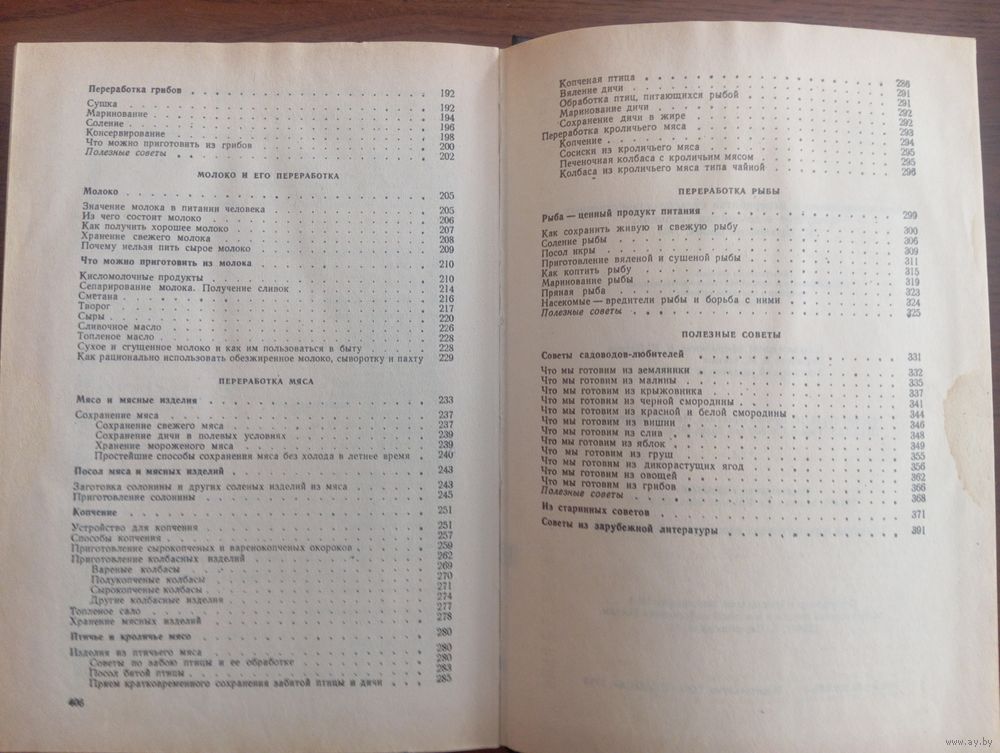 Переработка грибов 192
Сушка 192
Маринование 194
Соление 196
Консервирование 198
Что можно приготовить из грибов 200
Полезные советы 202
МОЛОКО И ЕГО ПЕРЕРАБОТКА
Молоко 205
Значение молока в питании человека 205
Из чего состоит молоко 206
Как получить хорошее молоко 207
Хранение свежего молока 208
Почему нельзя пить сырое молоко 209
Что можно приготовить из молока 210
Кисломолочные продукты 210
Сепарирование молока. Получение сливок 214
Сметана 216
Творог 217
Сыры 220
Сливочное масло 226
Топленое масло 228
Сухое и сгущенное молоко и как им пользоваться в быту 228
Как рационально использовать обезжиренное молоко, сыворотку и пахту 229
ПЕРЕРАБОТКА МЯСА
Мясо и мясные изделия 233
Сохранение мяса 237
Сохранение свежего мяса 237
Сохранение дичи в полевых условиях 239
Хранение мороженого мяса 239
Простейшие способы сохранения мяса без холода в летнее время 240
Посол мяса и мясных изделий 243
Заготовка солонины и других соленых изделий из мяса 243
Приготовление солонины 245
Копчение 251
Устройство для копчения 251
Способы копчения 257
Приготовление сырокопченых и варенокопченых окороков 259
Приготовление колбасных изделий 262
Вареные колбасы 269
Полукопченые колбасы 270
Сырокопченые колбасы 271
Другие колбасные изделия 274
Топленое сало 277
Хранение мясных изделий 278
Птичье и кроличье мясо 280
Изделия из птичьего мяса 280
Советы по забою птицы и ее обработке 280
Посол битой птицы 283
Прием кратковременного сохранения забитой птицы и дичи 285
406
Копченая птица 286
Вяление дичи 291
Обработка птиц, питающихся рыбой 291
Маринование дичи 292
Сохранение дичи в жире 292
Переработка кроличьего мяса 293
Копчение 294
Сосиски из кроличьего мяса 295
Печеночная колбаса с кроличьим мясом 295
Колбаса из кроличьего мяса типа чайной 296
ПЕРЕРАБОТКА РЫБЫ
Рыба — ценный продукт питания 299
Как сохранить живую и свежую рыбу 300
Соление рыбы 306
Посол икры 309
Приготовление вяленой и сушеной рыбы 311
Как коптить рыбу 315
Маринование рыбы 319
Пряная рыба 323
Насекомые — вредители рыбы и борьба с ними 324
Полезные советы 325
ПОЛЕЗНЫЕ СОВЕТЫ
Советы садоводов-любителей 331
Что мы готовим из земляники 332
Что мы готовим из малины 335
Что мы готовим из крыжовника 337
Что мы готовим из черной смородины 341
Что мы готовим из красной и белой смородины 344
Что мы готовим из вишни 346
Что мы готовим из слив 348
Что мы готовим из яблок 349
Что мы готовим из груш 355
Что мы готовим из дикорастущих ягод 356
Что мы готовим из овощей 362
Что мы готовим из грибов 366
Полезные советы 368
Из старинных советов 371
Советы из зарубежной литературы 391
www.ay.by